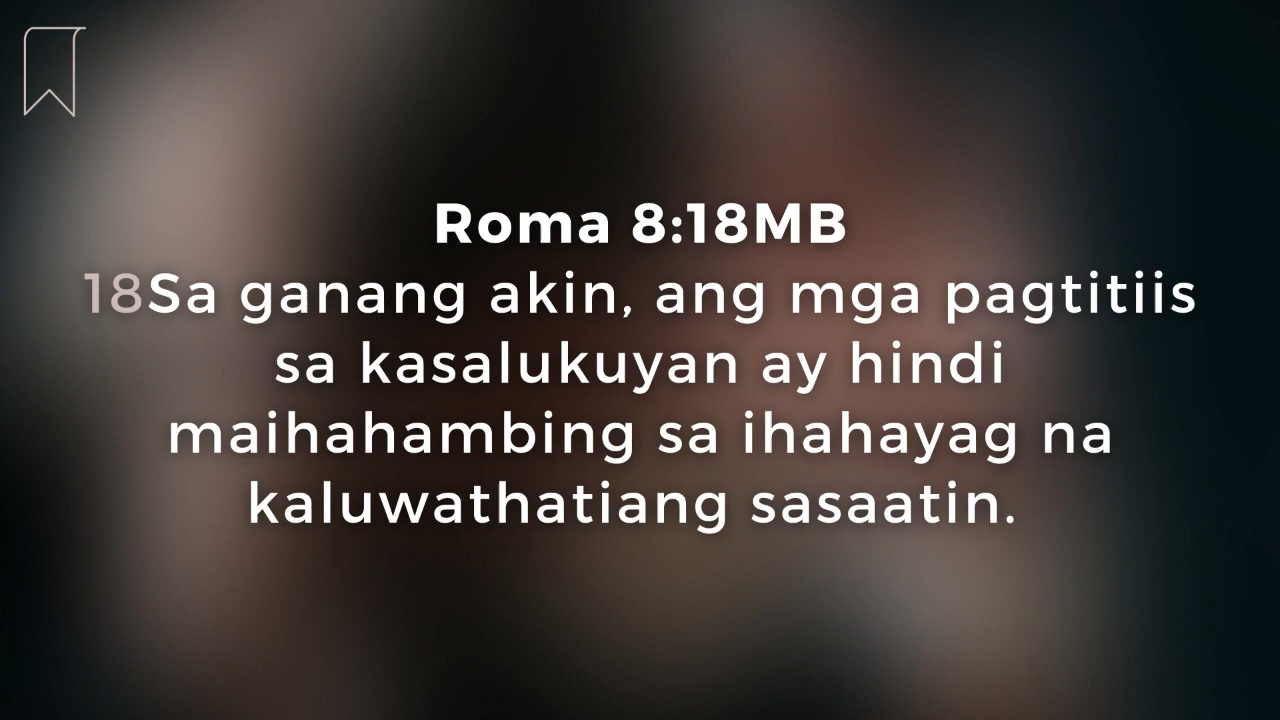 Roma 8:18MB
18Sa ganang akin, ang mga pagtitiis
sa kasalukuyan ay hindi
maihahambing sa ihahayag na
kaluwathatiang sasaatin.